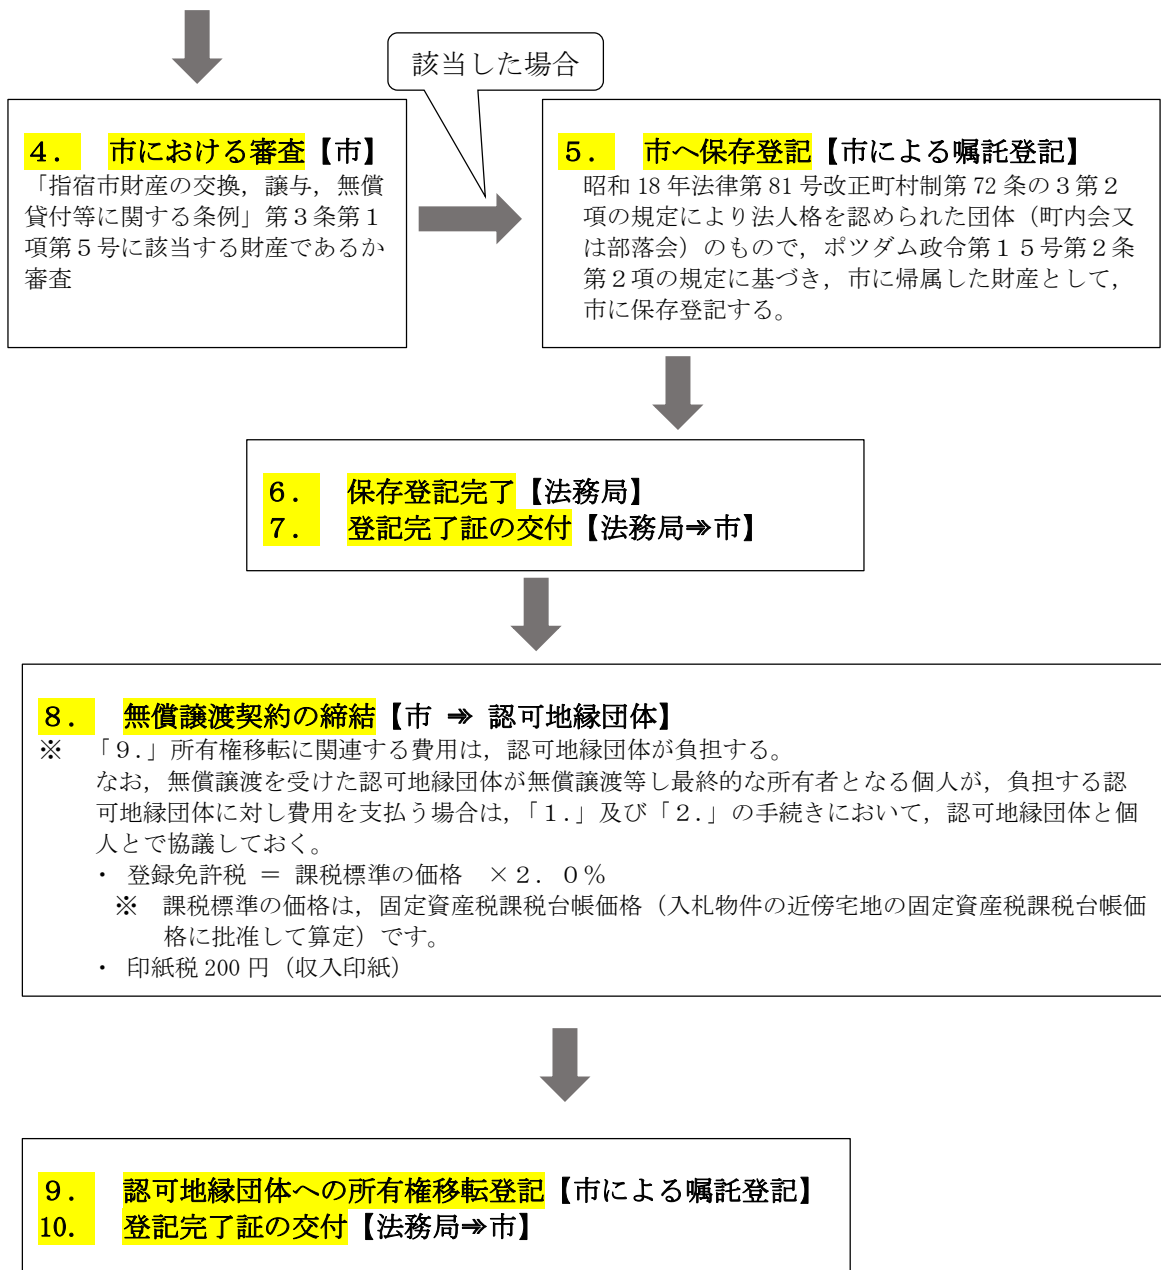 該当した場合
４．　市における審査【市】
「指宿市財産の交換，譲与，無償
貸付等に関する条例」第３条第１
項第５号に該当する財産であるか
審査
５．　市へ保存登記【市による嘱託登記】
昭和 18 年法律第 81 号改正町村制第 72 条の３第２
項の規定により法人格を認められた団体（町内会又
は部落会）のもので，ポツダム政令第１５号第２条
第２項の規定に基づき，市に帰属した財産として，
市に保存登記する。
６．　保存登記完了【法務局】
７．　登記完了証の交付【法務局➔市】
８．　無償譲渡契約の締結【市 ➔ 認可地縁団体】
※　「９.」所有権移転に関連する費用は，認可地縁団体が負担する。
なお，無償譲渡を受けた認可地縁団体が無償譲渡等し最終的な所有者となる個人が，負担する認
可地縁団体に対し費用を支払う場合は，「１.」及び「２.」の手続きにおいて，認可地縁団体と個
人とで協議しておく。
・ 登録免許税 ＝ 課税標準の価格　×２．０％
※　課税標準の価格は，固定資産税課税台帳価格（入札物件の近傍宅地の固定資産税課税台帳価
格に批准して算定）です。
・ 印紙税 200 円（収入印紙）
９．　認可地縁団体への所有権移転登記【市による嘱託登記】
10.　登記完了証の交付【法務局➔市】